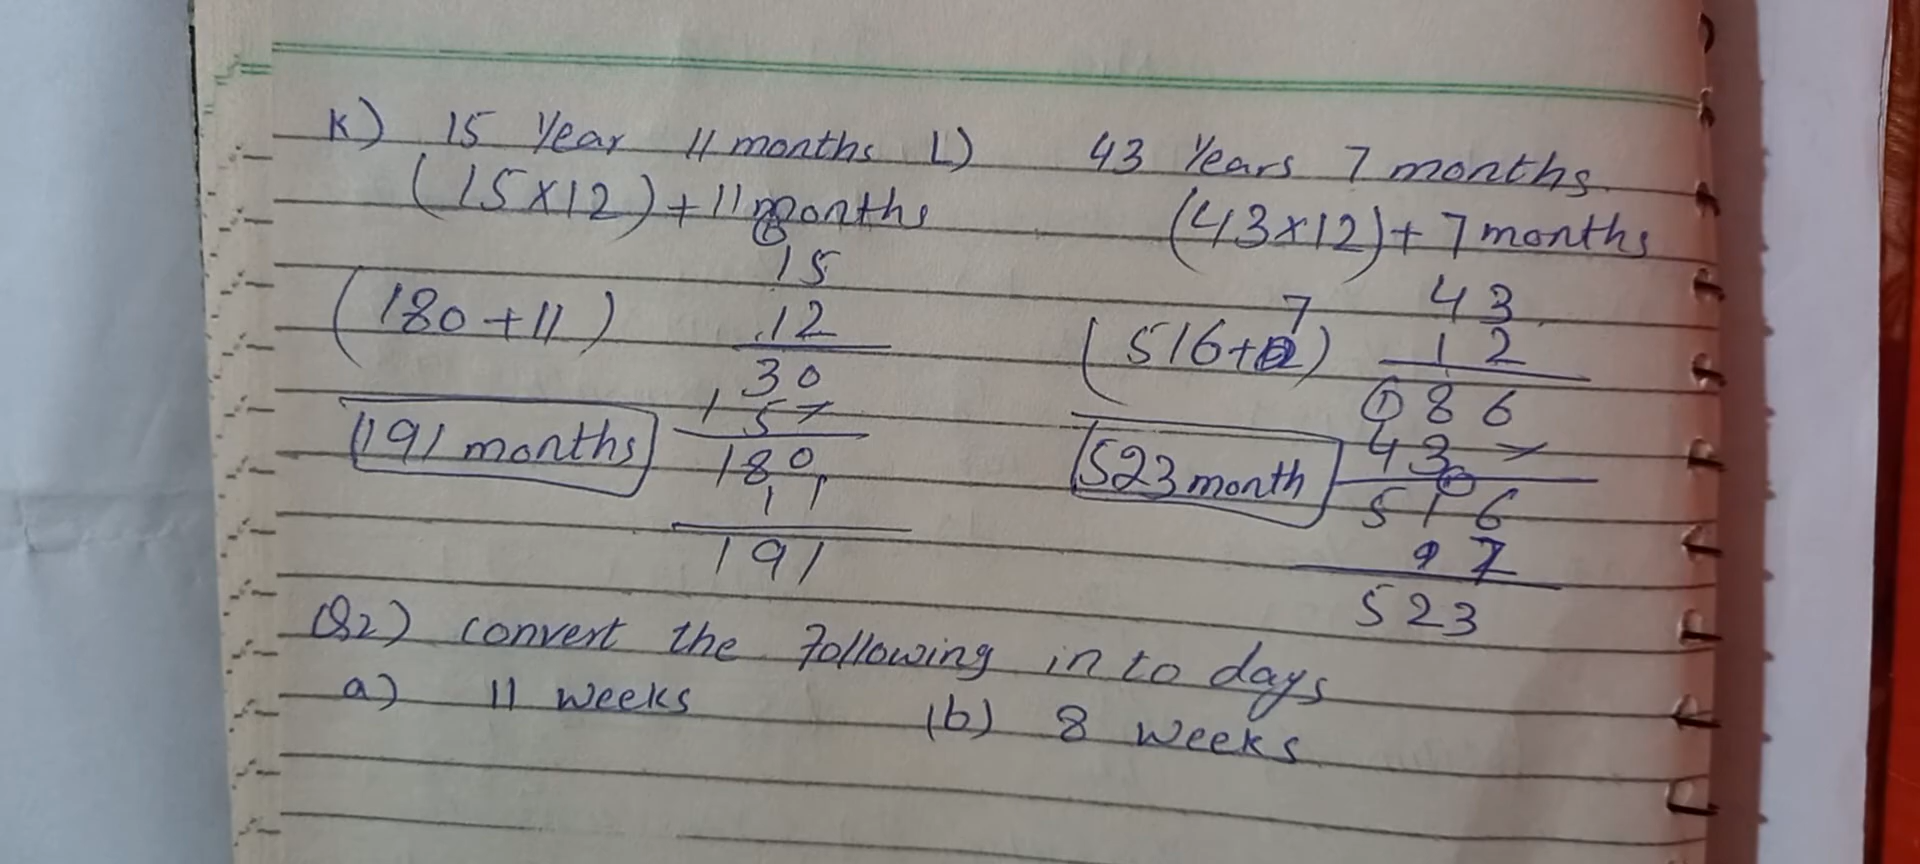 K) 15 Year 11 months L) 43 Years 7 months
(15×12)+11 months (43×12)+7 months
15 43
(180+11) 12 (516+7) 12
30 1 86
15× 43 ×
191 months 180 523 month 516
11 7
191 523
Q2) convert the following in to days
a) 11 weeks (b) 8 weeks